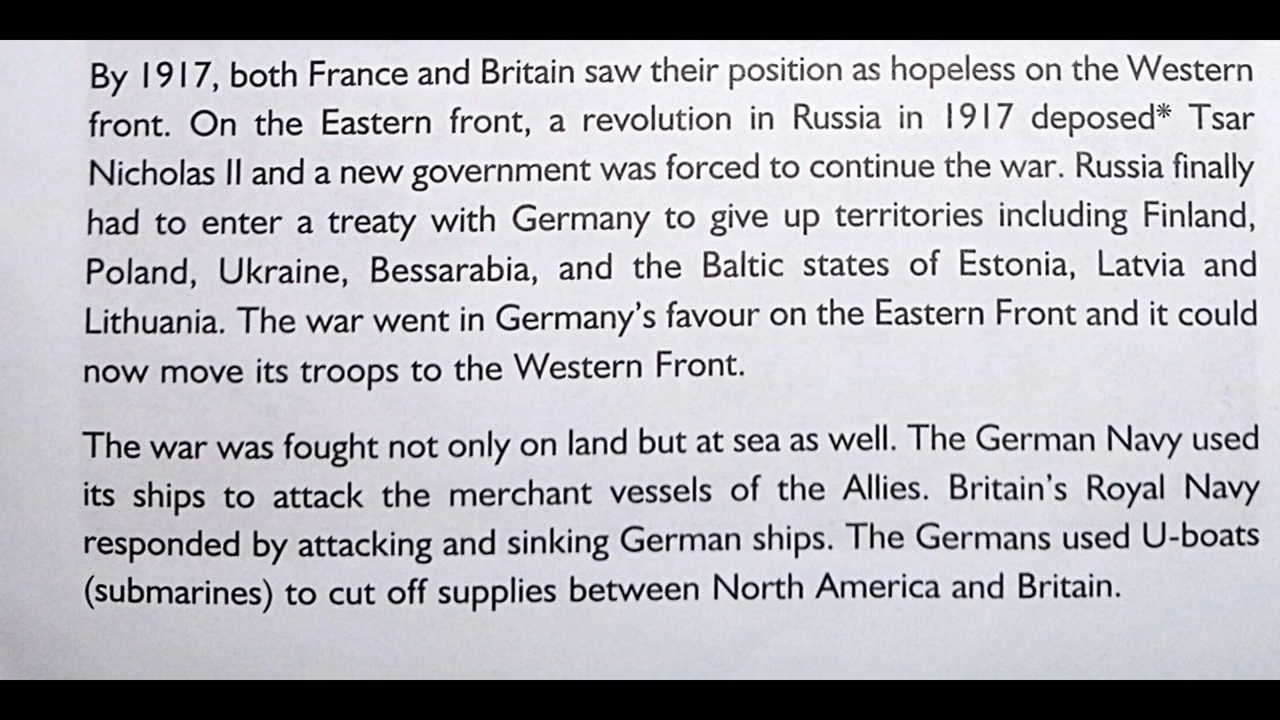 By 1917, both France and Britain saw their position as hopeless on the Western
front. On the Eastern front, a revolution in Russia in 1917 deposed* Tsar
Nicholas II and a new government was forced to continue the war. Russia finally
had to enter a treaty with Germany to give up territories including Finland,
Poland, Ukraine, Bessarabia, and the Baltic states of Estonia, Latvia and
Lithuania. The war went in Germany's favour on the Eastern Front and it could
now move its troops to the Western Front.
The war was fought not only on land but at sea as well. The German Navy used
its ships to attack the merchant vessels of the Allies. Britain's Royal Navy
responded by attacking and sinking German ships. The Germans used U-boats
(submarines) to cut off supplies between North America and Britain.